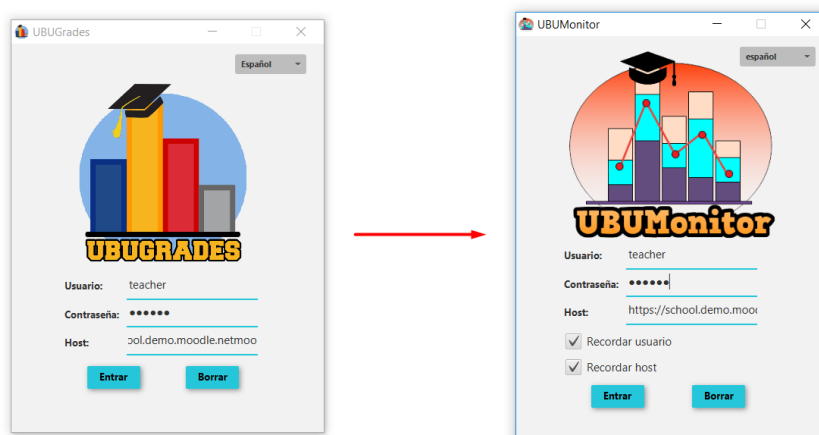 UBUGrades
Español
UBUGRADES
Usuario: teacher
Contraseña: ●●●●●●
Host: ool.demo.moodle.netmoo
Entrar Borrar
UBUMonitor
español
UBUMonitor
Usuario: teacher
Contraseña: ●●●●●●
Host: https://school.demo.mood
Recordar usuario
Recordar host
Entrar Borrar